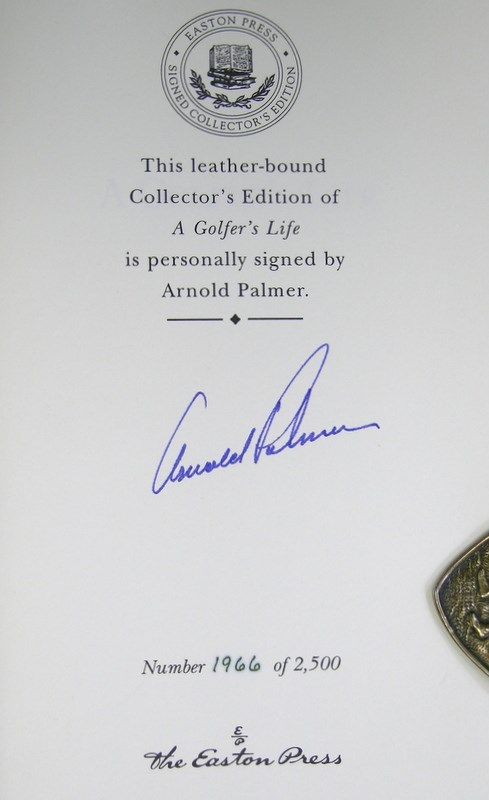 EASTON PRESS
SIGNED COLLECTOR'S EDITION
This leather-bound
Collector's Edition of
A Golfer's Life
is personally signed by
Arnold Palmer.
Arnold Palmer
Number 1966 of 2,500
E
P
The Easton Press